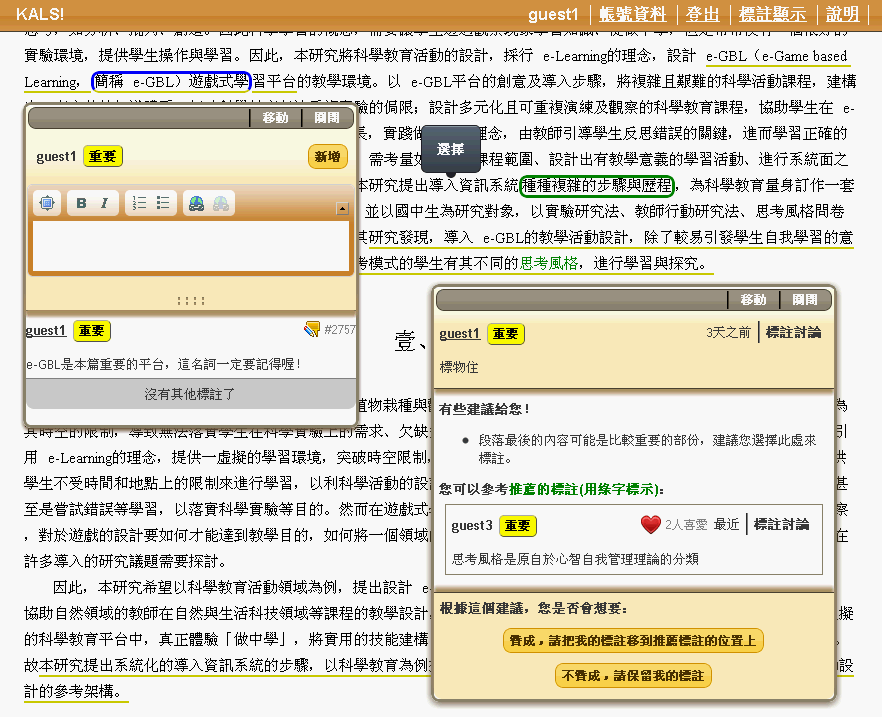 KALS!
guest1 | 帳號資料 | 登出 | 標註顯示 | 說明 |
實驗環境，提供學生操作與學習。因此，本研究將科學教育活動的設計，採行 e-Learning的理念，設計 e-GBL（e-Game based
Learning，簡稱 e-GBL）遊戲式學習平台的教學環境。以 e-GBL平台的創意及導入步驟，將複雜且艱難的科學活動課程，建構
驗的侷限；設計多元化且可重複演練及觀察的科學教育課程，協助學生在 e-
，實踐做
理念，由教師引導學生反思錯誤的關鍵，進而學習正確的
需考量如
課程範圍、設計出有教學意義的學習活動、進行系統面之
本研究提出導入資訊系統種種複雜的步驟與歷程，為科學教育量身訂作一套
並以國中生為研究對象，以實驗研究法、教師行動研究法、思考風格問卷
其研究發現，導入 e-GBL的教學活動設計，除了較易引發學生自我學習的意
考模式的學生有其不同的思考風格，進行學習與探究。
選擇
移動 | 關閉
guest1 重要 新增
B I
guest1 重要 #2757
e-GBL是本篇重要的平台，這名詞一定要記得喔！
沒有其他標註了
壹、
植物栽種與
為
其時空的限制，導致無法落實學生在科學實驗上的需求、欠缺
引
用 e-Learning的理念，提供一虛擬的學習環境，突破時空限制，
供
學生不受時間和地點上的限制來進行學習，以利科學活動的設
甚
至是嘗試錯誤等學習，以落實科學實驗等目的。然而在遊戲式
察
，對於遊戲的設計要如何才能達到教學目的，如何將一個領域
在
許多導入的研究議題需要探討。
因此，本研究希望以科學教育活動領域為例，提出設計 e
協助自然領域的教師在自然與生活科技領域等課程的教學設計，
擬
的科學教育平台中，真正體驗「做中學」，將實用的技能建構
。
故本研究提出系統化的導入資訊系統的步驟，以科學教育為例
設
計的參考架構。
移動 | 關閉
guest1 重要 3天之前 | 標註討論
標物住
有些建議給您！
• 段落最後的內容可能是比較重要的部份，建議您選擇此處來
標註。
您可以參考推薦的標註(用綠字標示)：
guest3 重要 2人喜愛 最近 | 標註討論
思考風格是原自於心智自我管理理論的分類
根據這個建議，您是否會想要：
贊成，請把我的標註移到推薦標註的位置上
不贊成，請保留我的標註